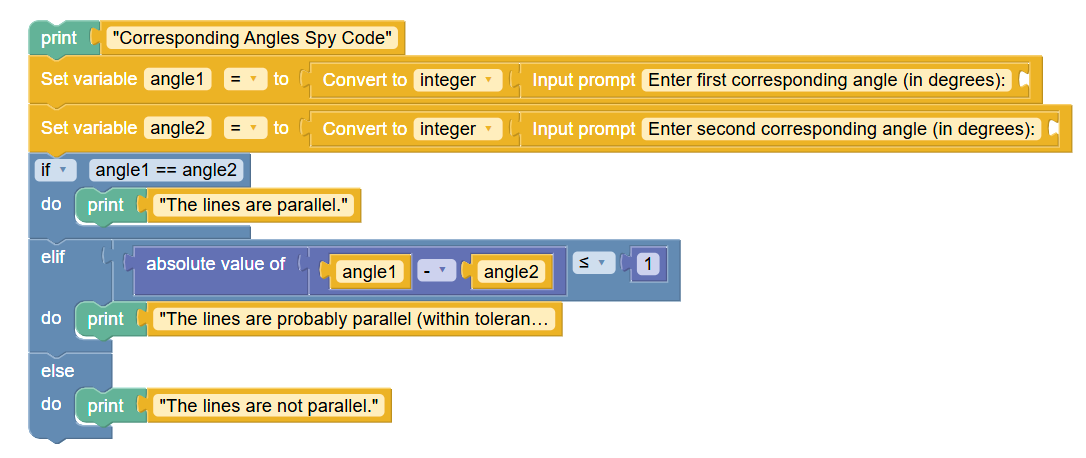 print "Corresponding Angles Spy Code"
Set variable angle1 = to Convert to integer Input prompt Enter first corresponding angle (in degrees):
Set variable angle2 = to Convert to integer Input prompt Enter second corresponding angle (in degrees):
if angle1 == angle2
do print "The lines are parallel."
elif absolute value of angle1 - angle2 ≤ 1
do print "The lines are probably parallel (within toleran…
else
do print "The lines are not parallel."